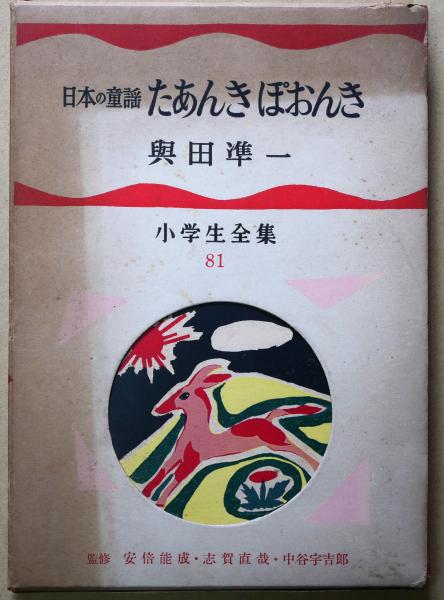 日本の童謡 たあんきぽおんき
與田凖一
小学生全集
81
監修 安倍能成・志賀直哉・中谷宇吉郎